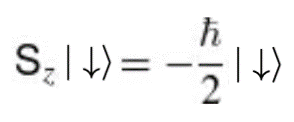 S_z |↓⟩ = −ħ/2 |↓⟩